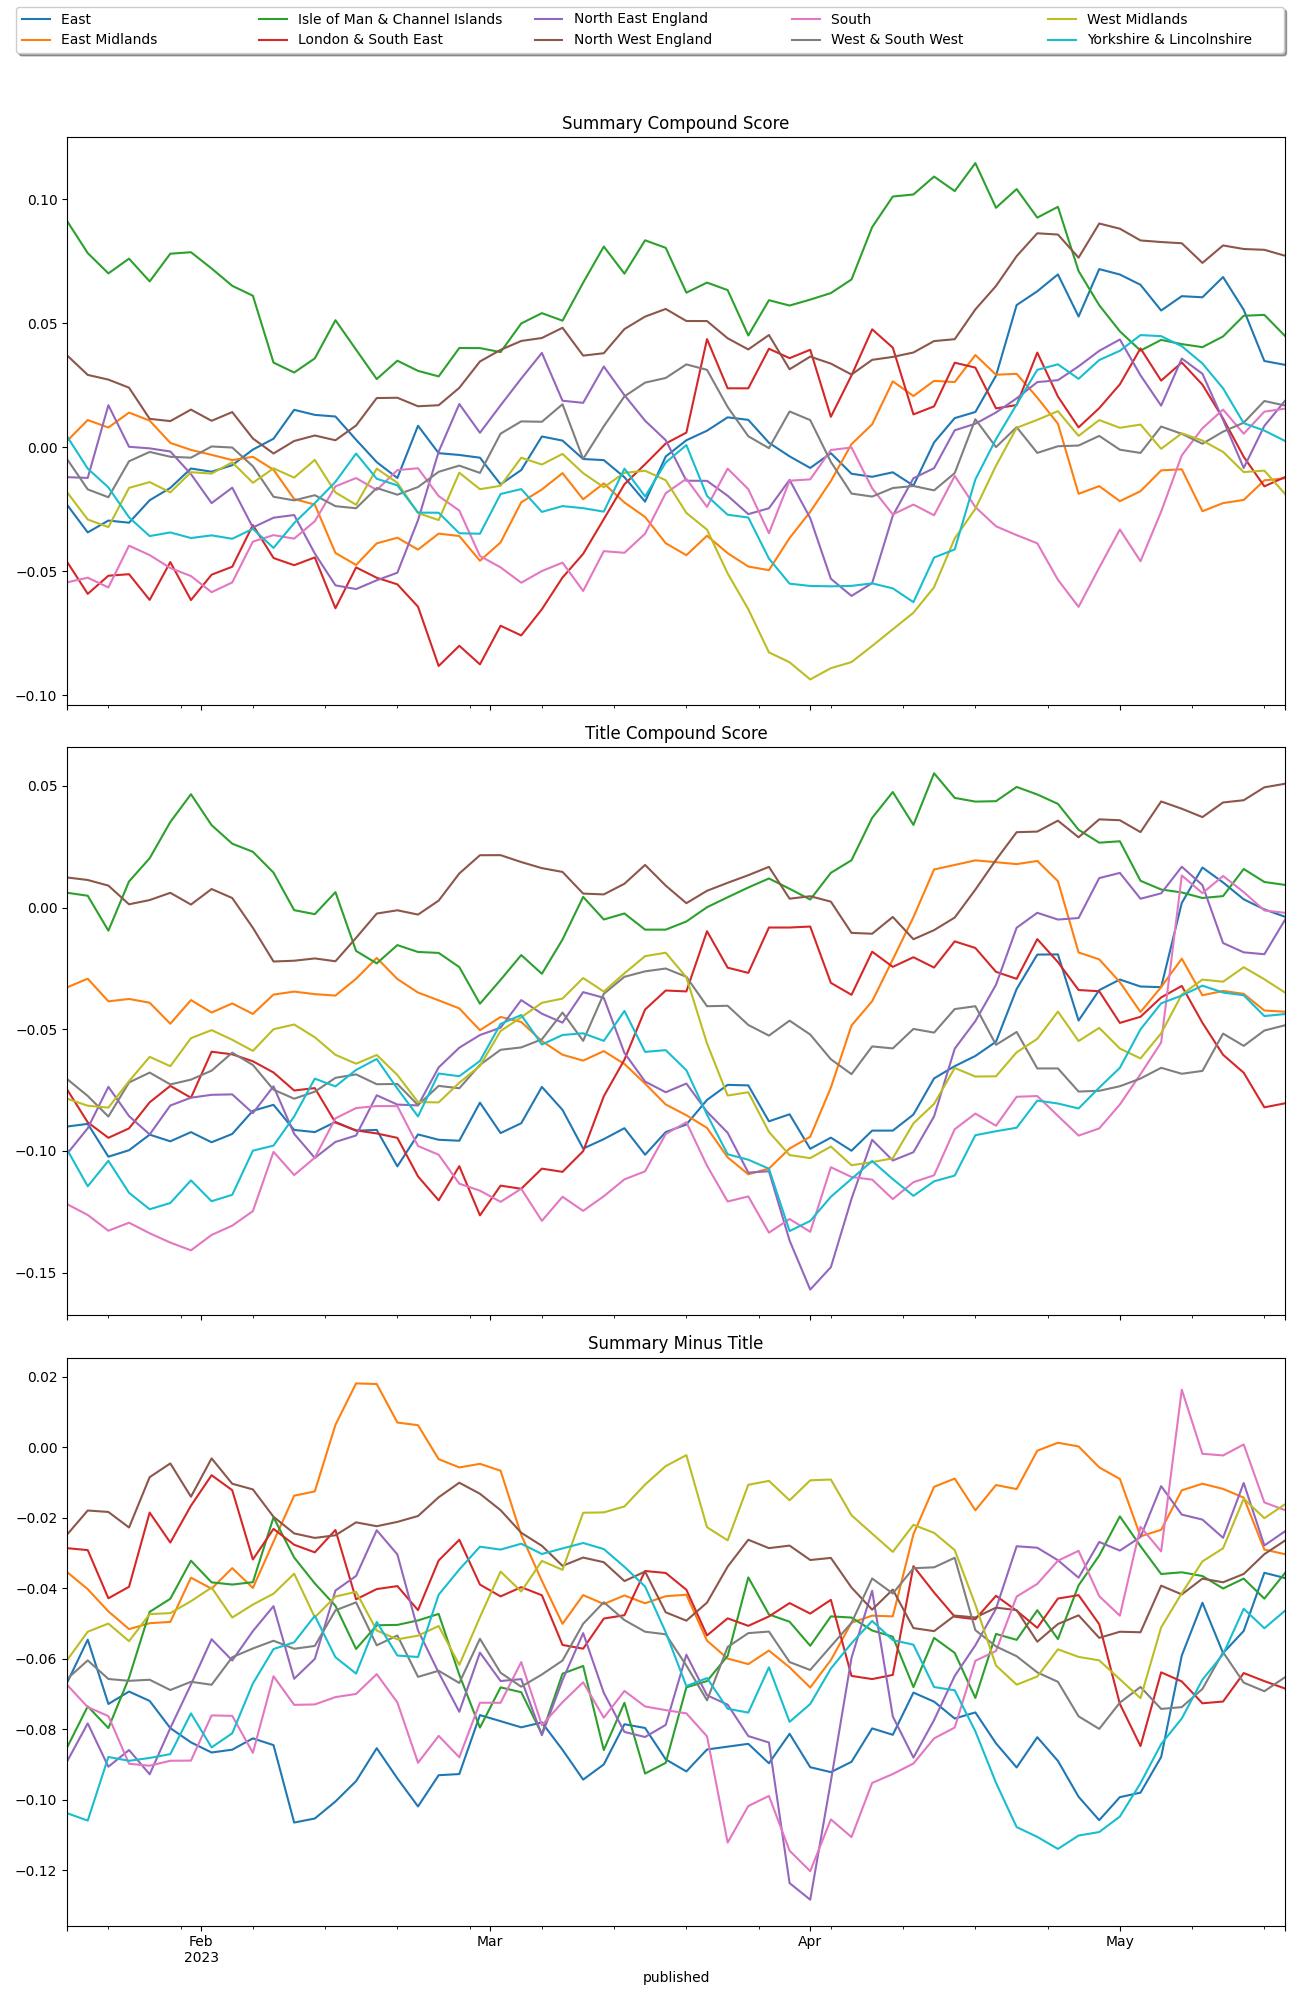 East Isle of Man & Channel Islands North East England South West Midlands
East Midlands London & South East North West England West & South West Yorkshire & Lincolnshire
Summary Compound Score
0.10
0.05
0.00
−0.05
−0.10
Title Compound Score
0.05
0.00
−0.05
−0.10
−0.15
Summary Minus Title
0.02
0.00
−0.02
−0.04
−0.06
−0.08
−0.10
−0.12
Feb Mar Apr May
2023
published